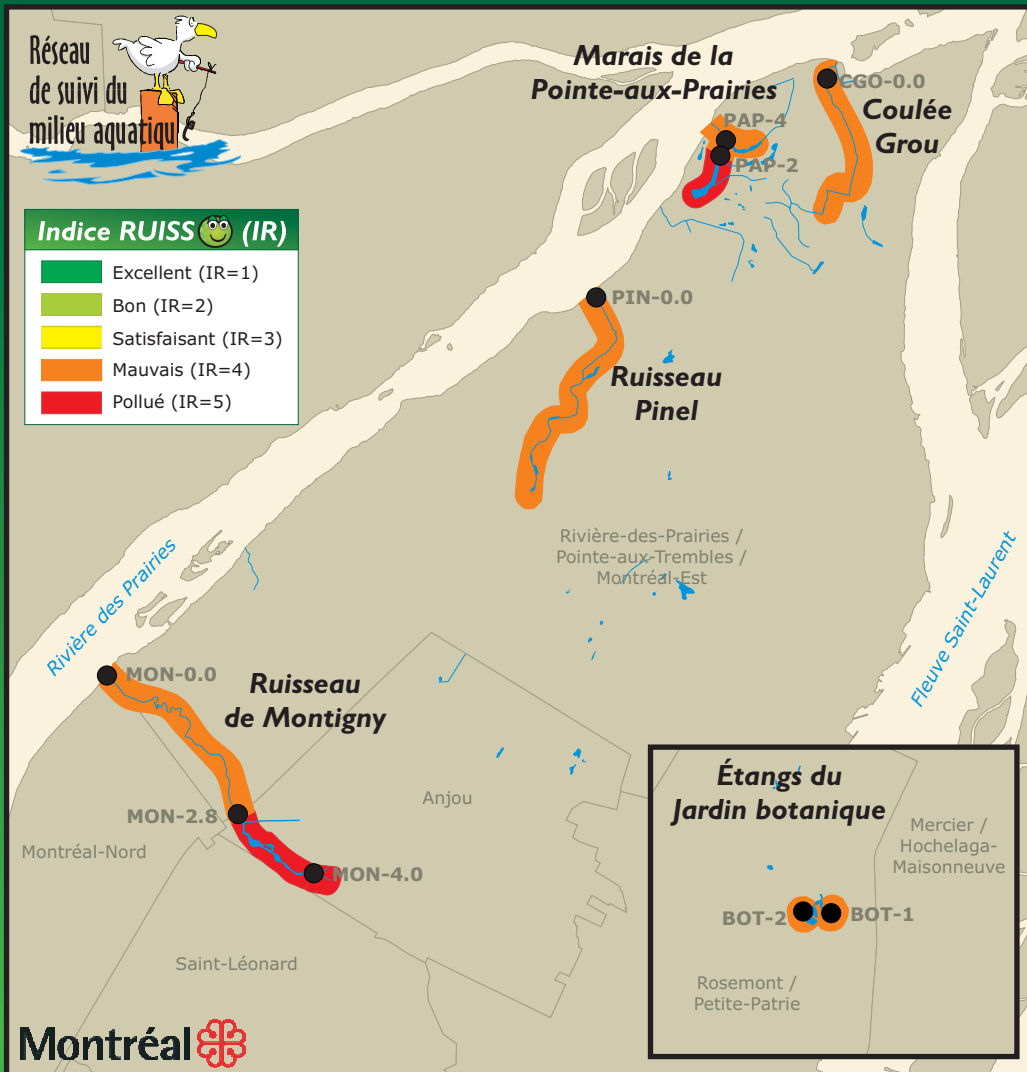 Réseau
de suivi du
milieu aquatique
Indice RUISS (IR)
Excellent (IR=1)
Bon (IR=2)
Satisfaisant (IR=3)
Mauvais (IR=4)
Pollué (IR=5)
Marais de la
Pointe-aux-Prairies
PAP-4
PAP-2
CGO-0.0
Coulée
Grou
PIN-0.0
Ruisseau
Pinel
Rivière-des-Prairies /
Pointe-aux-Trembles /
Montréal-Est
Rivière des Prairies
Fleuve Saint-Laurent
MON-0.0
Ruisseau
de Montigny
MON-2.8
MON-4.0
Anjou
Montréal-Nord
Saint-Léonard
Étangs du
Jardin botanique
Mercier /
Hochelaga-
Maisonneuve
BOT-2
BOT-1
Rosemont /
Petite-Patrie
Montréal